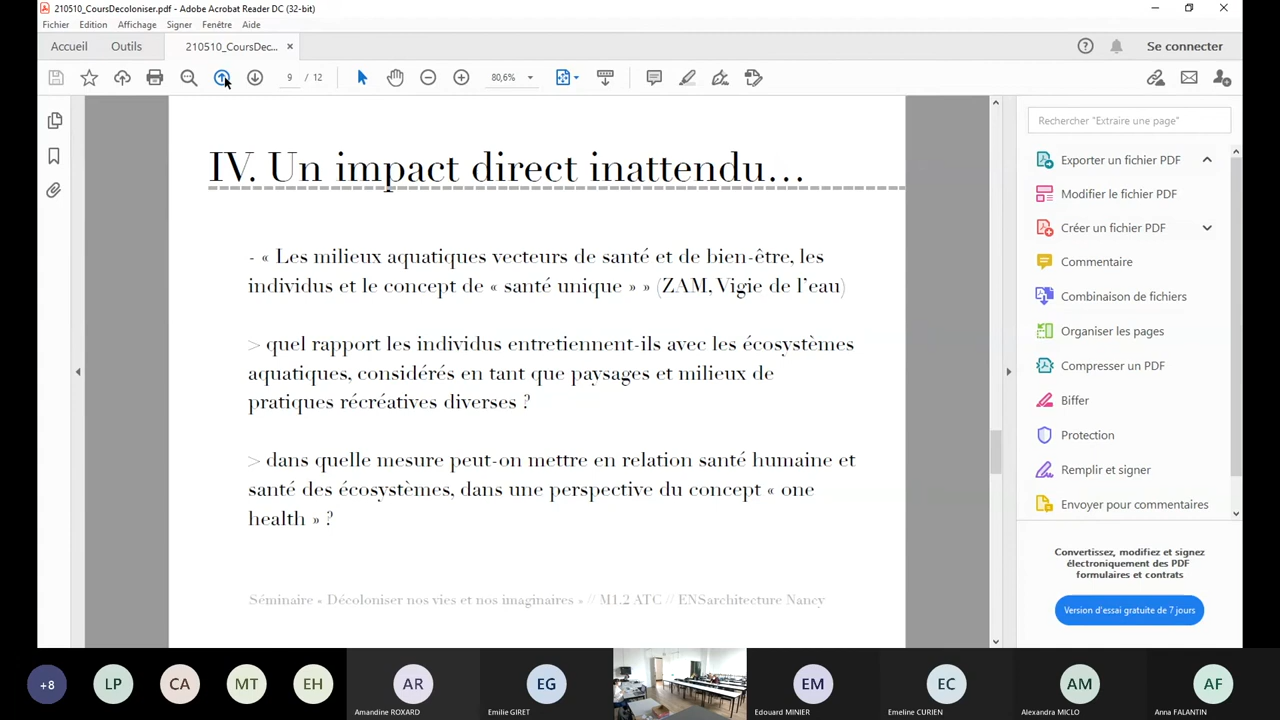 210510_CoursDecoloniser.pdf - Adobe Acrobat Reader DC (32-bit)
Fichier Edition Affichage Signer Fenêtre Aide
Accueil Outils 210510_CoursDec... × Se connecter
9 / 12 80,6%
Rechercher "Extraire une page"
Exporter un fichier PDF
Modifier le fichier PDF
Créer un fichier PDF
Commentaire
Combinaison de fichiers
Organiser les pages
Compresser un PDF
Biffer
Protection
Remplir et signer
Envoyer pour commentaires
Convertissez, modifiez et signez
électroniquement des PDF
formulaires et contrats
Version d'essai gratuite de 7 jours
IV. Un impact direct inattendu…
- « Les milieux aquatiques vecteurs de santé et de bien-être, les
individus et le concept de « santé unique » » (ZAM, Vigie de l'eau)
> quel rapport les individus entretiennent-ils avec les écosystèmes
aquatiques, considérés en tant que paysages et milieux de
pratiques récréatives diverses ?
> dans quelle mesure peut-on mettre en relation santé humaine et
santé des écosystèmes, dans une perspective du concept « one
health » ?
Séminaire « Décoloniser nos vies et nos imaginaires » // M1.2 ATC // ENSarchitecture Nancy
+8 LP CA MT EH AR EG EM EC AM AF
Amandine ROXARD Emilie GIRET Edouard MINIER Emeline CURIEN Alexandra MICLO Anna FALANTIN